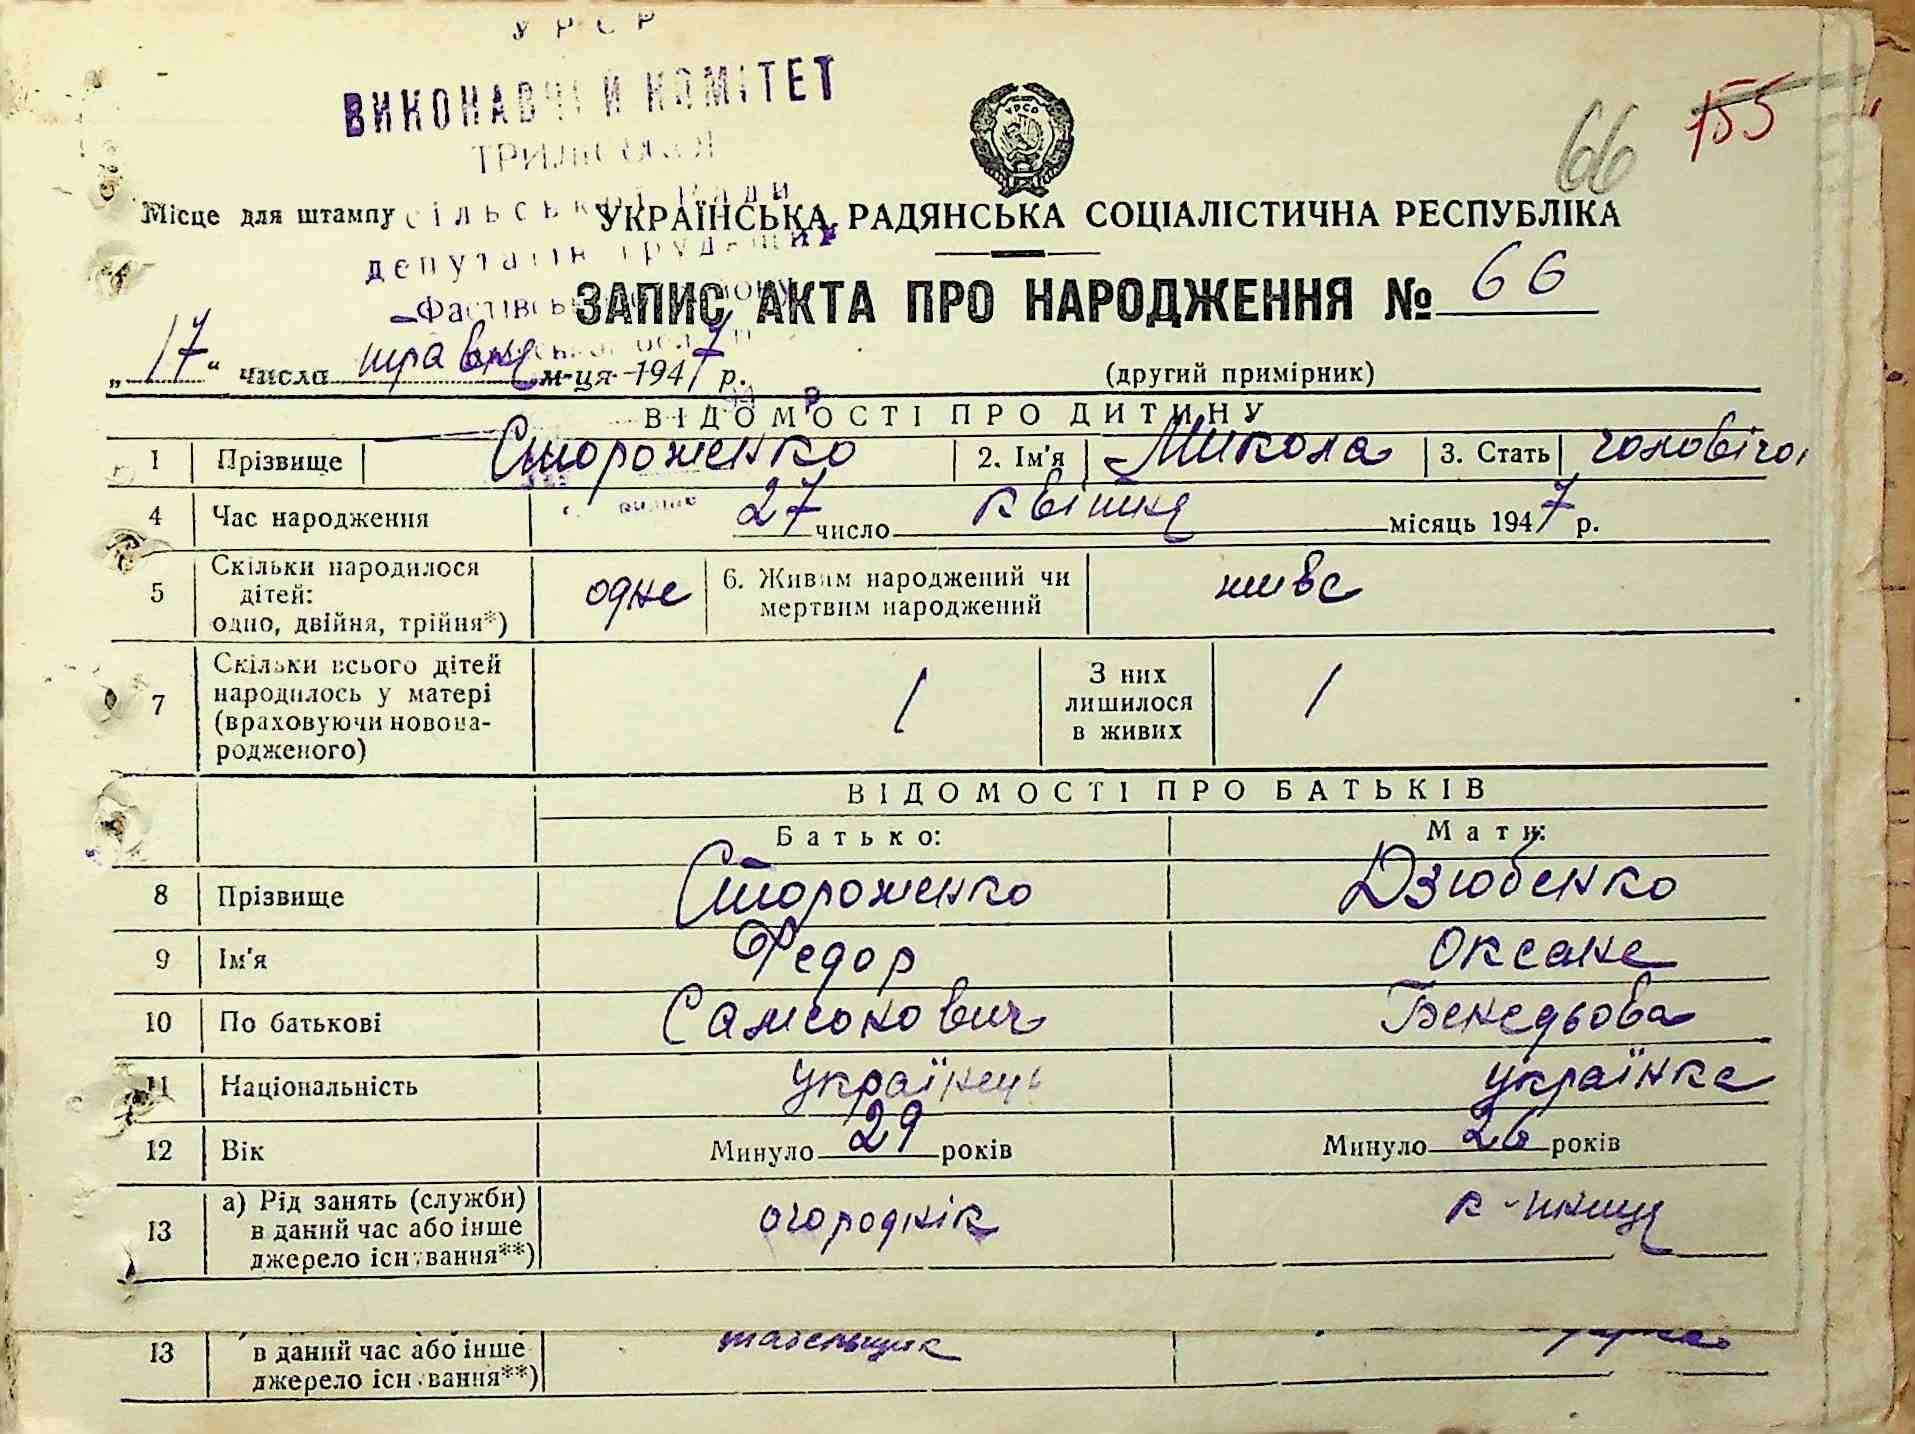 УРСР
ВИКОНАВЧИЙ КОМІТЕТ
66 155
Місце для штампу сільської Ради
УКРАЇНСЬКА РАДЯНСЬКА СОЦІАЛІСТИЧНА РЕСПУБЛІКА
депутатів трудящих
ЗАПИС АКТА ПРО НАРОДЖЕННЯ № 66
„17“ числа травня м-ця 1947 р. (другий примірник)
ВІДОМОСТІ ПРО ДИТИНУ
1 Прізвище Стороженко 2. Ім'я Микола 3. Стать чоловіча
4 Час народження 27 число квітня місяць 1947 р.
5 Скільки народилося дітей: одно, двійня, трійня*) одне 6. Живим народжений чи мертвим народжений живе
7 Скільки всього дітей народилось у матері (враховуючи новонародженого) 1 З них лишилося в живих 1
ВІДОМОСТІ ПРО БАТЬКІВ
Батько: Мати:
8 Прізвище Стороженко Дзюбенко
9 Ім'я Федор Оксана
10 По батькові Самсонович
11 Національність українець українка
12 Вік Минуло 29 років Минуло 26 років
13 а) Рід занять (служби) в даний час або інше джерело існування**) огороднік к-ниця
13 в даний час або інше табельщик
джерело існування**)